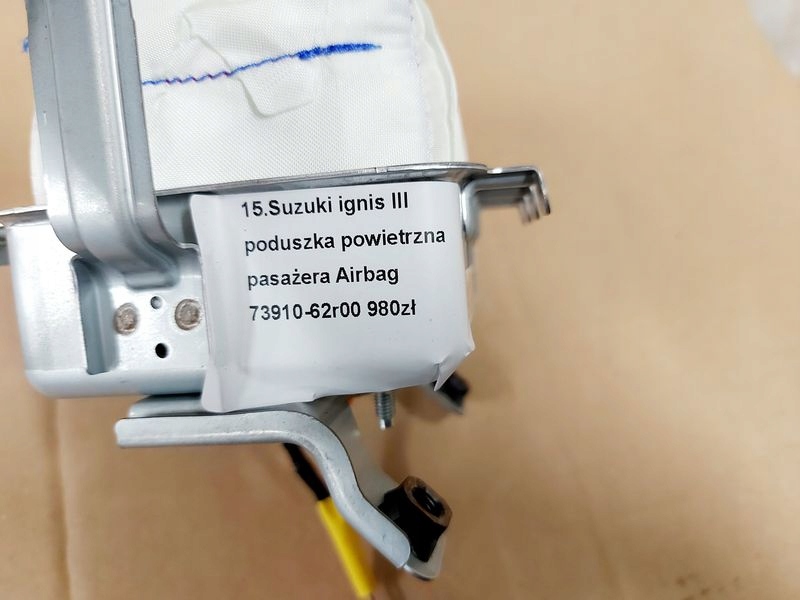 15.Suzuki ignis III
poduszka powietrzna
pasażera Airbag
73910-62r00 980zł